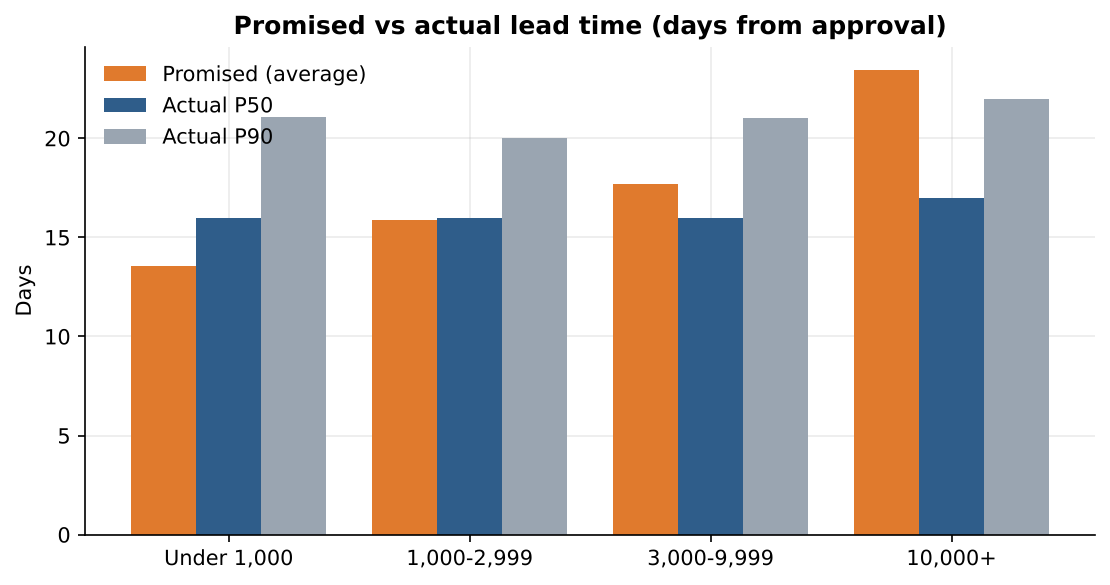 Promised vs actual lead time (days from approval)
Promised (average)
Actual P50
Actual P90
Days
20
15
10
5
0
Under 1,000
1,000-2,999
3,000-9,999
10,000+